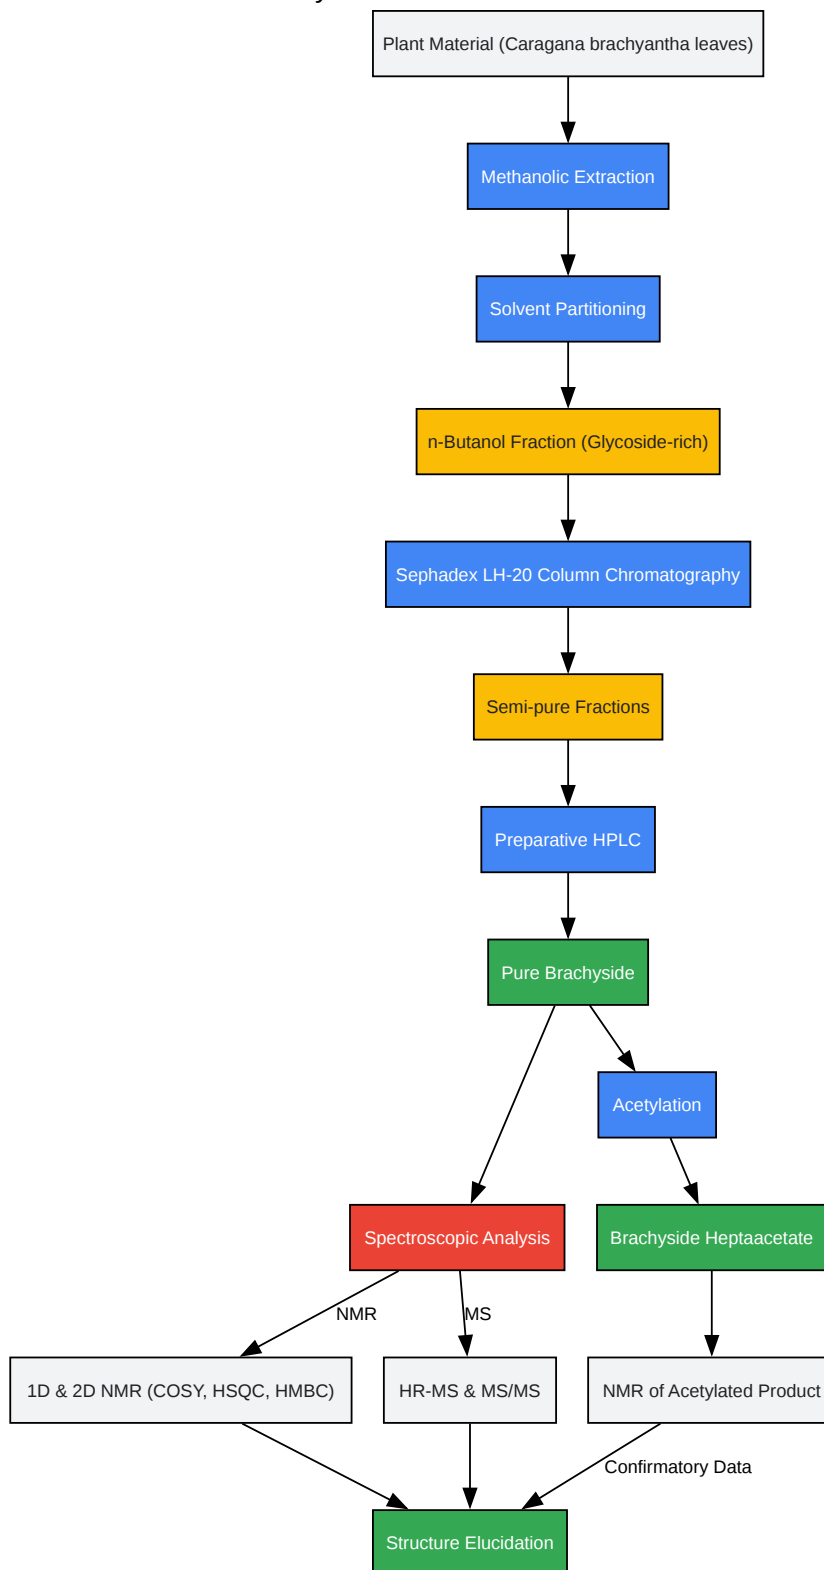 Plant Material (Caragana brachyantha leaves)
Methanolic Extraction
Solvent Partitioning
n-Butanol Fraction (Glycoside-rich)
Sephadex LH-20 Column Chromatography
Semi-pure Fractions
Preparative HPLC
Pure Brachyside
Acetylation
Spectroscopic Analysis
Brachyside Heptaacetate
NMR
MS
1D & 2D NMR (COSY, HSQC, HMBC)
HR-MS & MS/MS
NMR of Acetylated Product
Confirmatory Data
Structure Elucidation